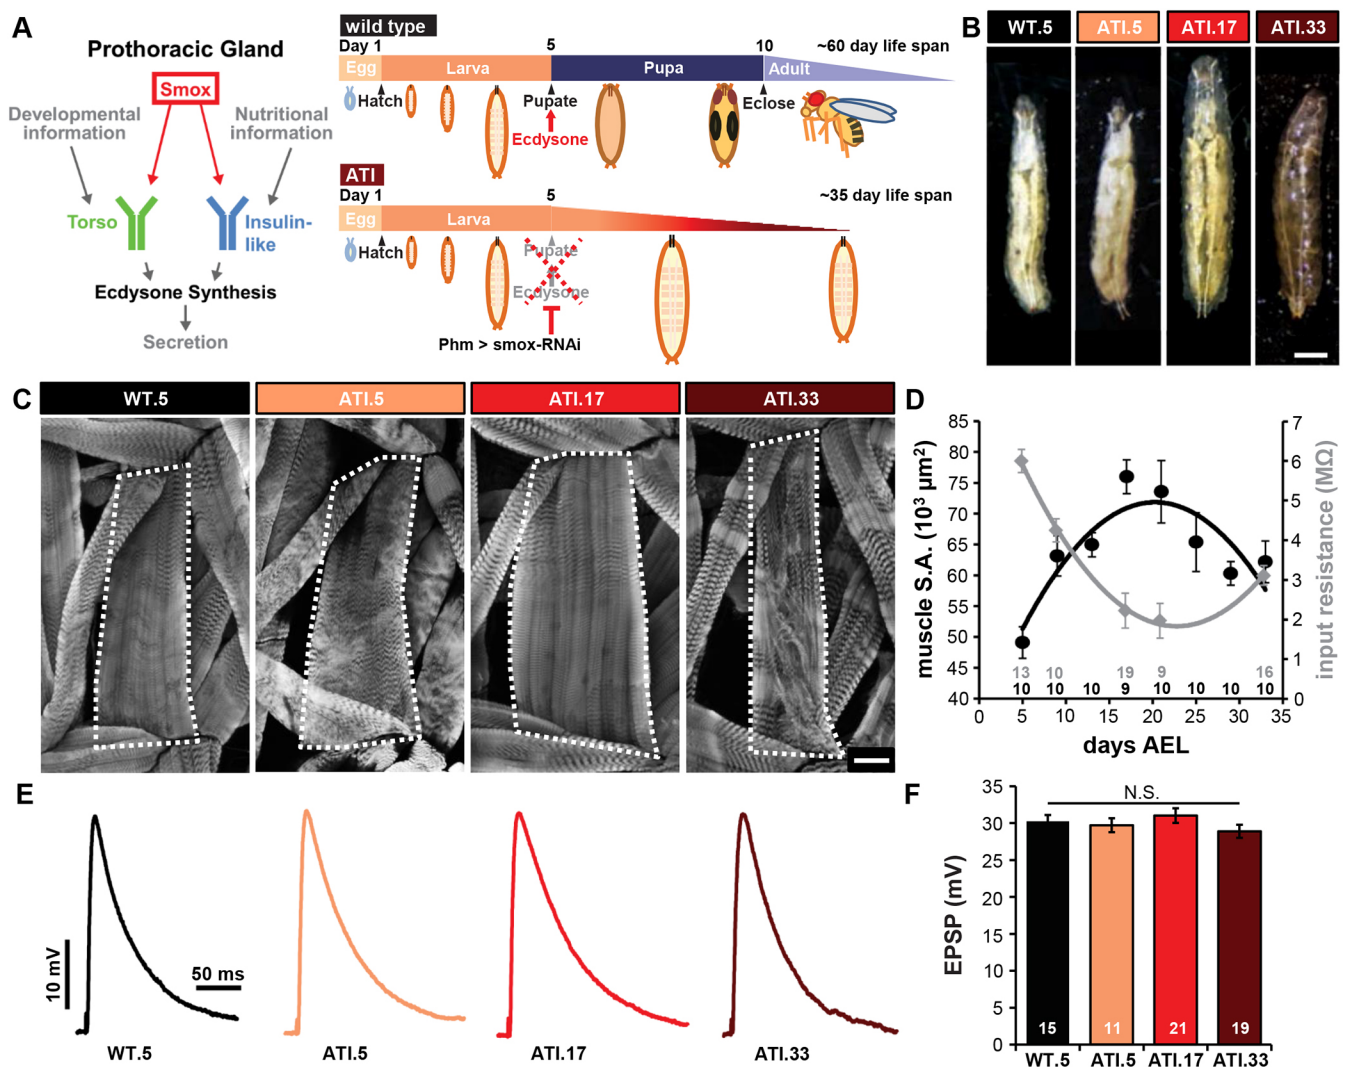 A
Prothoracic Gland
Smox
Developmental
information
Nutritional
information
Torso
Insulin-
like
Ecdysone Synthesis
Secretion
wild type
Day 1
5
10
~60 day life span
Egg
Larva
Pupa
Adult
Hatch
Pupate
Eclose
Ecdysone
ATI
Day 1
5
~35 day life span
Egg
Larva
Hatch
Pupate
Ecdysone
Phm > smox-RNAi
B
WT.5
ATI.5
ATI.17
ATI.33
C
WT.5
ATI.5
ATI.17
ATI.33
D
muscle S.A. (10³ µm²)
85
80
75
70
65
60
55
50
45
40
input resistance (MΩ)
7
6
5
4
3
2
1
0
13 10 19 9 16
10 10 10 9 10 10 10 10
0 5 10 15 20 25 30 35
days AEL
E
10 mV
50 ms
WT.5
ATI.5
ATI.17
ATI.33
F
EPSP (mV)
35
30
25
20
15
10
5
0
N.S.
15 11 21 19
WT.5 ATI.5 ATI.17 ATI.33